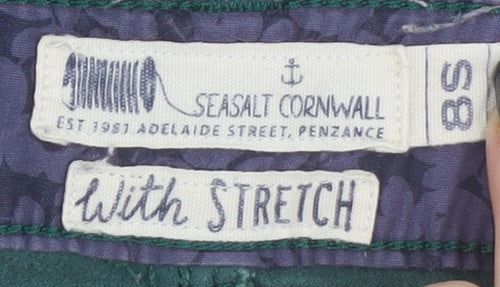 SEASALT CORNWALL
EST 1981 ADELAIDE STREET, PENZANCE
8S
With STRETCH